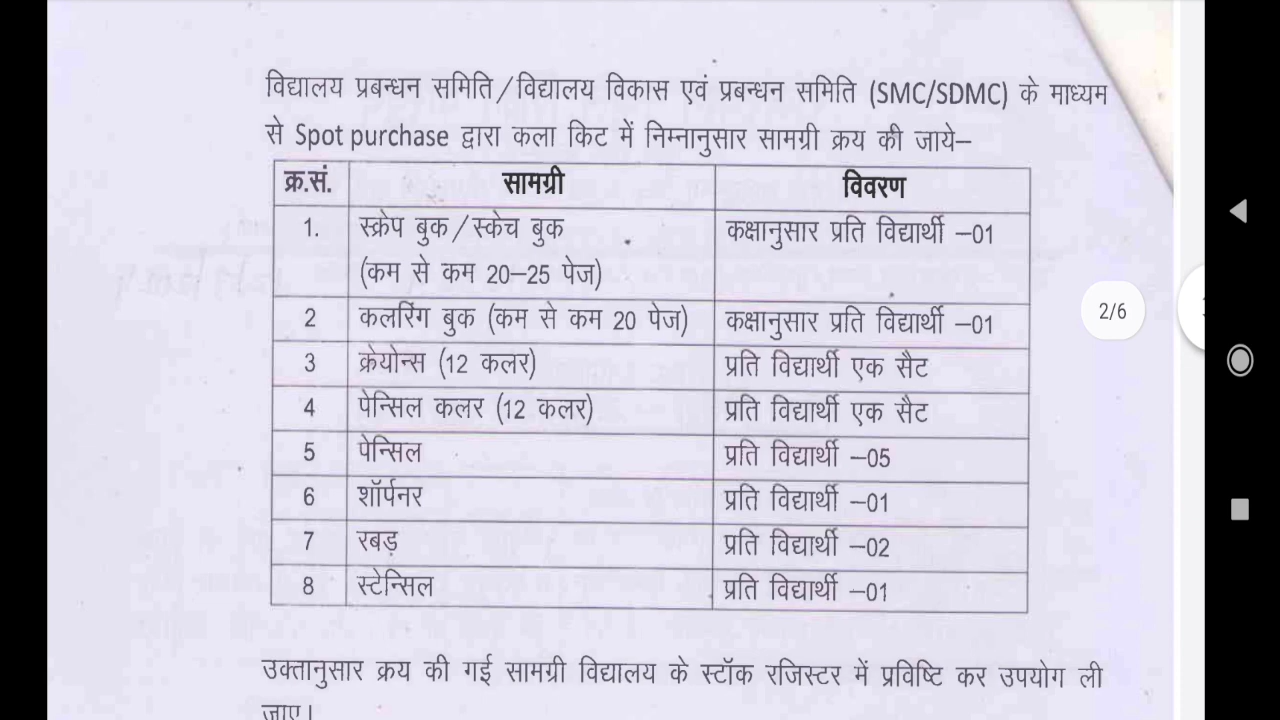 विद्यालय प्रबन्धन समिति/विद्यालय विकास एवं प्रबन्धन समिति (SMC/SDMC) के माध्यम
से Spot purchase द्वारा कला किट में निम्नानुसार सामग्री क्रय की जाये–
क्र.सं. सामग्री विवरण
1. स्क्रेप बुक/स्केच बुक कक्षानुसार प्रति विद्यार्थी –01
(कम से कम 20–25 पेज)
2 कलरिंग बुक (कम से कम 20 पेज) कक्षानुसार प्रति विद्यार्थी –01
3 क्रेयोन्स (12 कलर) प्रति विद्यार्थी एक सैट
4 पेन्सिल कलर (12 कलर) प्रति विद्यार्थी एक सैट
5 पेन्सिल प्रति विद्यार्थी –05
6 शॉर्पनर प्रति विद्यार्थी –01
7 रबड़ प्रति विद्यार्थी –02
8 स्टेन्सिल प्रति विद्यार्थी –01
2/6
उक्तानुसार क्रय की गई सामग्री विद्यालय के स्टॉक रजिस्टर में प्रविष्टि कर उपयोग ली
जाए।